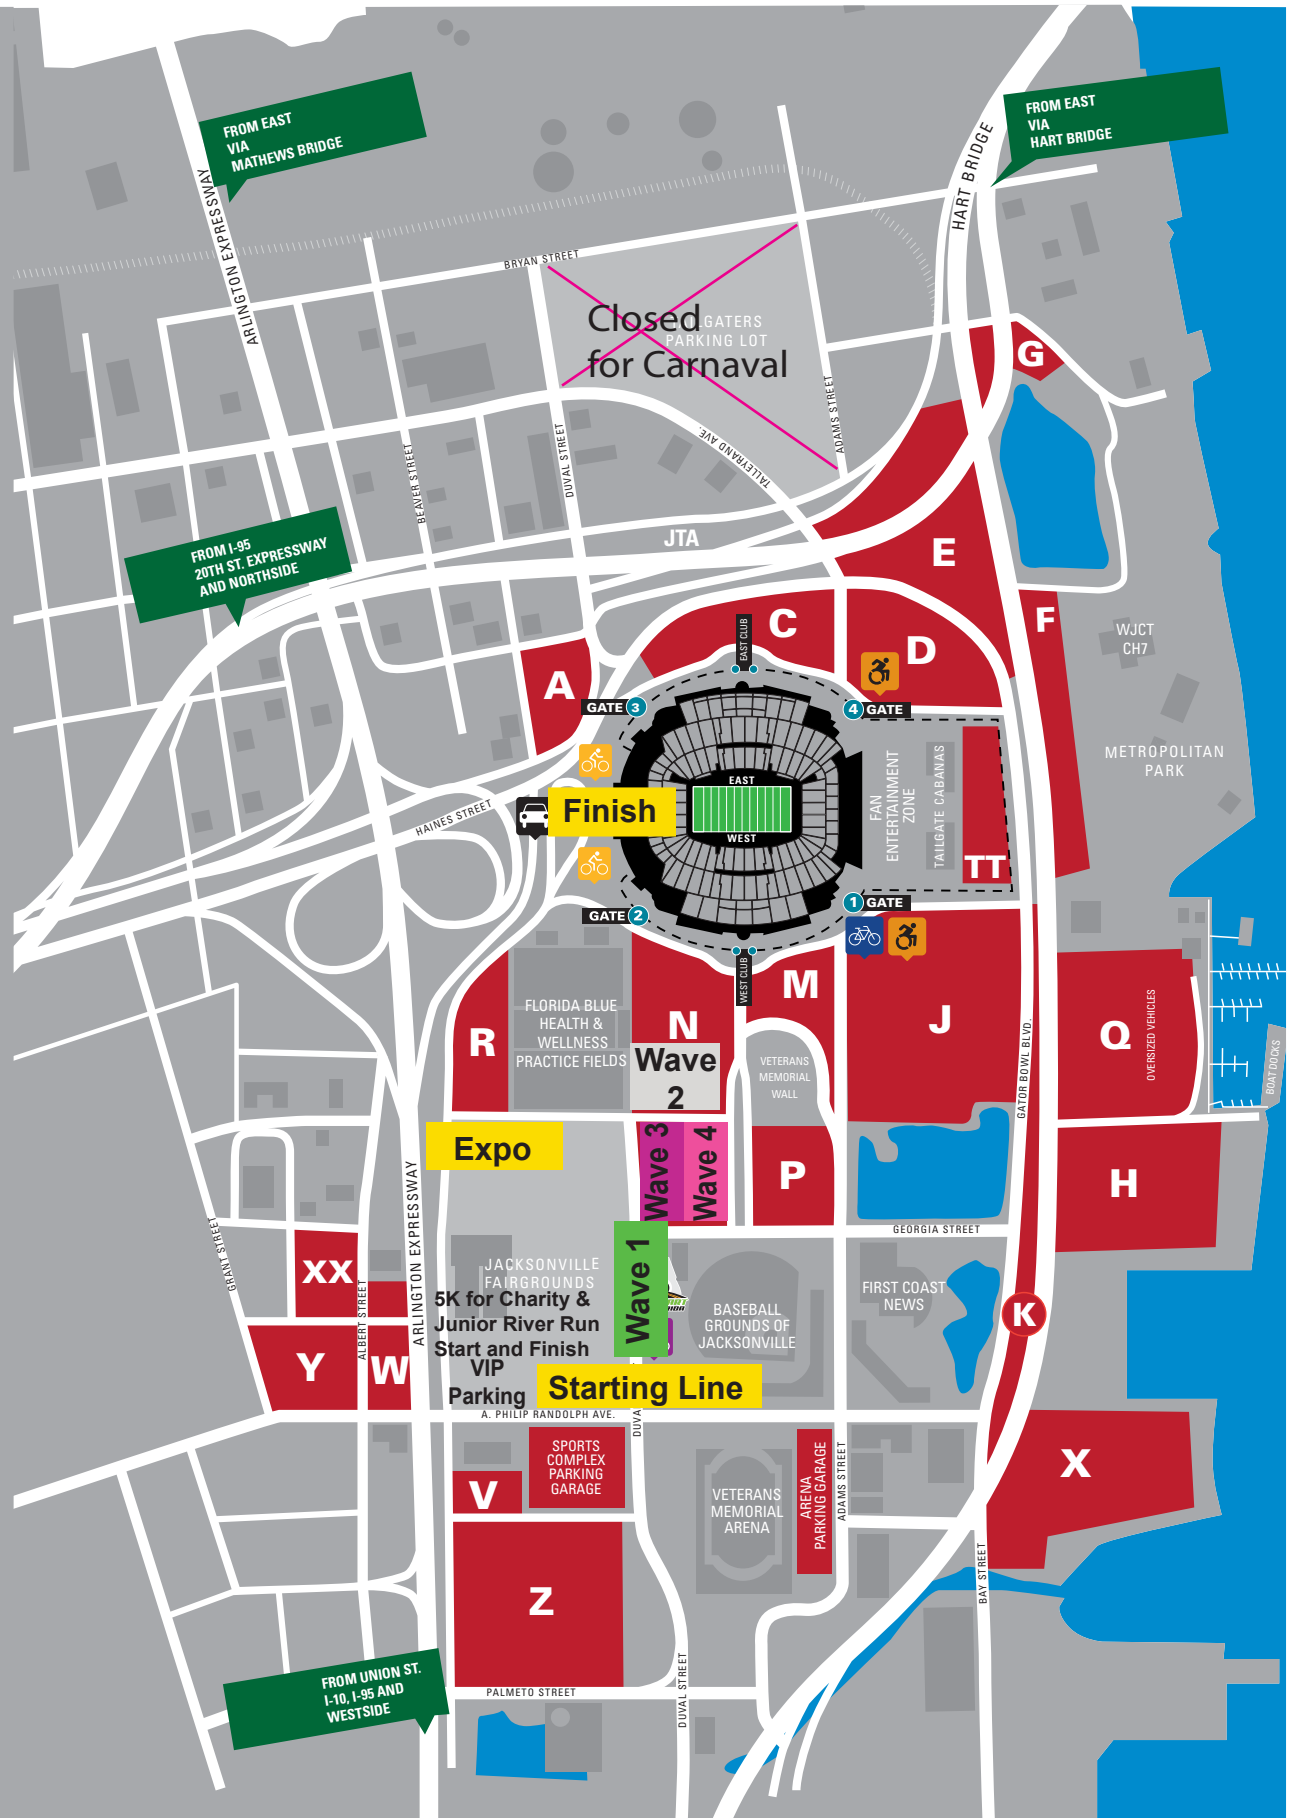 FROM EAST
VIA
MATHEWS BRIDGE
FROM EAST
VIA
HART BRIDGE
HART BRIDGE
ARLINGTON EXPRESSWAY
BRYAN STREET
Closed
for Carnaval
PARKING LOT
G
ADAMS STREET
TALLEYRAND AVE.
DUVAL STREET
BEAVER STREET
JTA
FROM I-95
20TH ST. EXPRESSWAY
AND NORTHSIDE
E
C
D
F
A
EAST CLUB
WJCT
CH7
GATE 3
4 GATE
METROPOLITAN
PARK
FAN
ENTERTAINMENT
ZONE
TAILGATE CABANAS
TT
EAST
WEST
Finish
HAINES STREET
GATE 2
1 GATE
WEST CLUB
M
N
R
J
Q
OVERSIZED VEHICLES
BOAT DOCKS
FLORIDA BLUE
HEALTH &
WELLNESS
PRACTICE FIELDS
Wave
2
VETERANS
MEMORIAL
WALL
GATOR BOWL BLVD.
Expo
Wave 3
Wave 4
P
H
GEORGIA STREET
ARLINGTON EXPRESSWAY
GRANT STREET
ALBERT STREET
XX
Y
W
JACKSONVILLE
FAIRGROUNDS
5K for Charity &
Junior River Run
Start and Finish
VIP
Parking
Wave 1
BASEBALL
GROUNDS OF
JACKSONVILLE
FIRST COAST
NEWS
K
Starting Line
A. PHILIP RANDOLPH AVE.
SPORTS
COMPLEX
PARKING
GARAGE
V
VETERANS
MEMORIAL
ARENA
ARENA
PARKING GARAGE
ADAMS STREET
X
BAY STREET
Z
FROM UNION ST.
I-10, I-95 AND
WESTSIDE
PALMETO STREET
DUVAL STREET